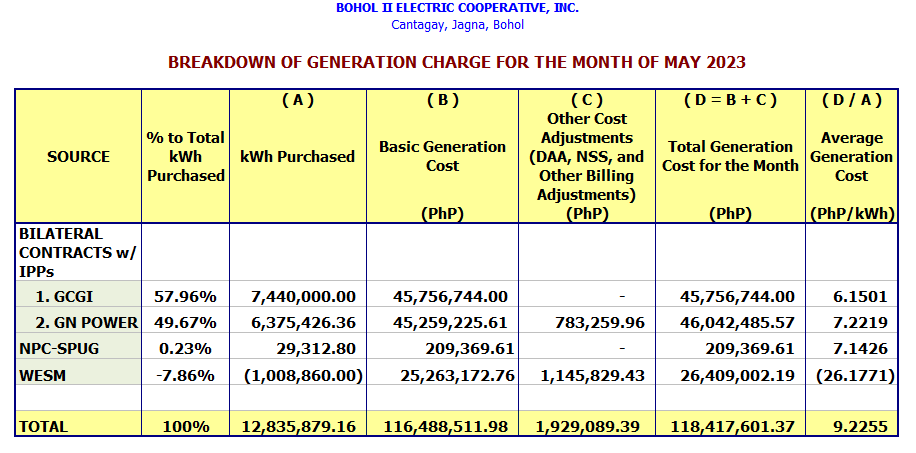 BOHOL II ELECTRIC COOPERATIVE, INC.
Cantagay, Jagna, Bohol
BREAKDOWN OF GENERATION CHARGE FOR THE MONTH OF MAY 2023
SOURCE
% to Total
kWh
Purchased
( A )
kWh Purchased
( B )
Basic Generation
Cost
(PhP)
( C )
Other Cost
Adjustments
(DAA, NSS, and
Other Billing
Adjustments)
(PhP)
( D = B + C )
Total Generation
Cost for the Month
(PhP)
( D / A )
Average
Generation
Cost
(PhP/kWh)
BILATERAL
CONTRACTS w/
IPPs
1. GCGI 57.96% 7,440,000.00 45,756,744.00 - 45,756,744.00 6.1501
2. GN POWER 49.67% 6,375,426.36 45,259,225.61 783,259.96 46,042,485.57 7.2219
NPC-SPUG 0.23% 29,312.80 209,369.61 - 209,369.61 7.1426
WESM -7.86% (1,008,860.00) 25,263,172.76 1,145,829.43 26,409,002.19 (26.1771)
TOTAL 100% 12,835,879.16 116,488,511.98 1,929,089.39 118,417,601.37 9.2255